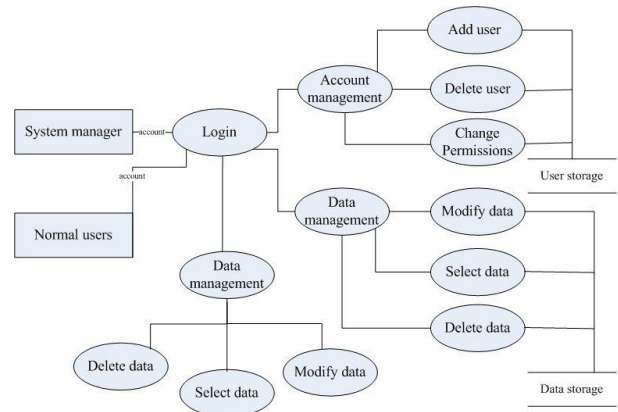 Add user
Account
management
Delete user
System manager
account
Login
Change
Permissions
account
User storage
Normal users
Data
management
Modify data
Data
management
Select data
Delete data
Delete data
Modify data
Select data
Data storage